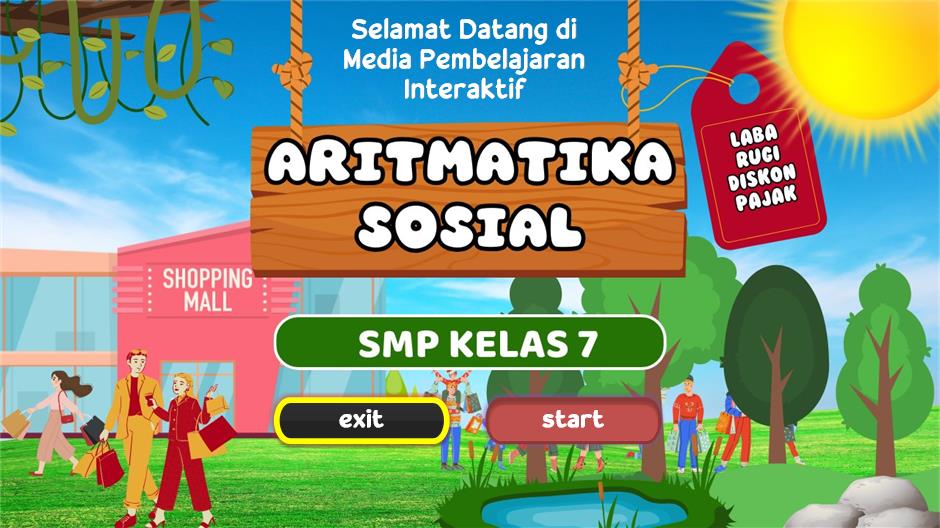 Selamat Datang di
Media Pembelajaran
Interaktif
ARITMATIKA
SOSIAL
LABA
RUGI
DISKON
PAJAK
SHOPPING
MALL
SMP KELAS 7
exit
start